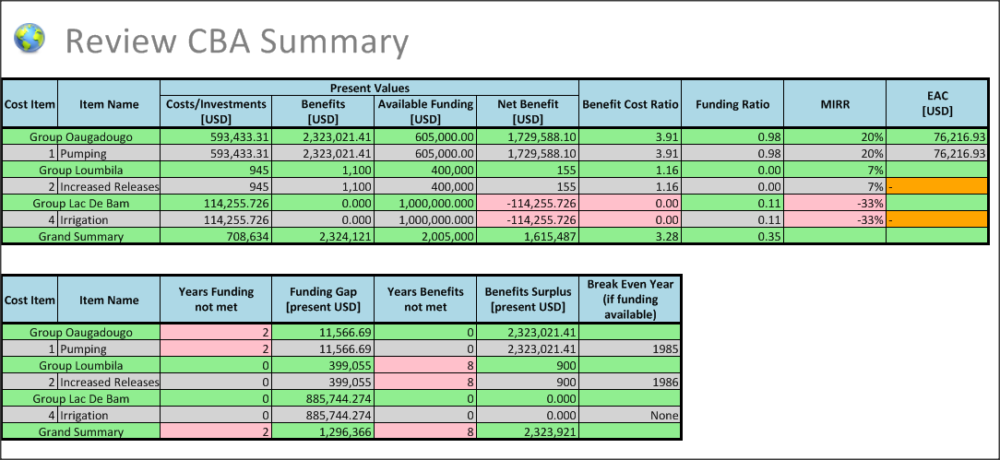 Review CBA Summary
Present Values
Cost Item Item Name Costs/Investments [USD] Benefits [USD] Available Funding [USD] Net Benefit [USD] Benefit Cost Ratio Funding Ratio MIRR EAC [USD]
Group Oaugadougo 593,433.31 2,323,021.41 605,000.00 1,729,588.10 3.91 0.98 20% 76,216.93
1 Pumping 593,433.31 2,323,021.41 605,000.00 1,729,588.10 3.91 0.98 20% 76,216.93
Group Loumbila 945 1,100 400,000 155 1.16 0.00 7%
2 Increased Releases 945 1,100 400,000 155 1.16 0.00 7% -
Group Lac De Bam 114,255.726 0.000 1,000,000.000 -114,255.726 0.00 0.11 -33%
4 Irrigation 114,255.726 0.000 1,000,000.000 -114,255.726 0.00 0.11 -33% -
Grand Summary 708,634 2,324,121 2,005,000 1,615,487 3.28 0.35
Cost Item Item Name Years Funding not met Funding Gap [present USD] Years Benefits not met Benefits Surplus [present USD] Break Even Year (if funding available)
Group Oaugadougo 2 11,566.69 0 2,323,021.41
1 Pumping 2 11,566.69 0 2,323,021.41 1985
Group Loumbila 0 399,055 8 900
2 Increased Releases 0 399,055 8 900 1986
Group Lac De Bam 0 885,744.274 0 0.000
4 Irrigation 0 885,744.274 0 0.000 None
Grand Summary 2 1,296,366 8 2,323,921